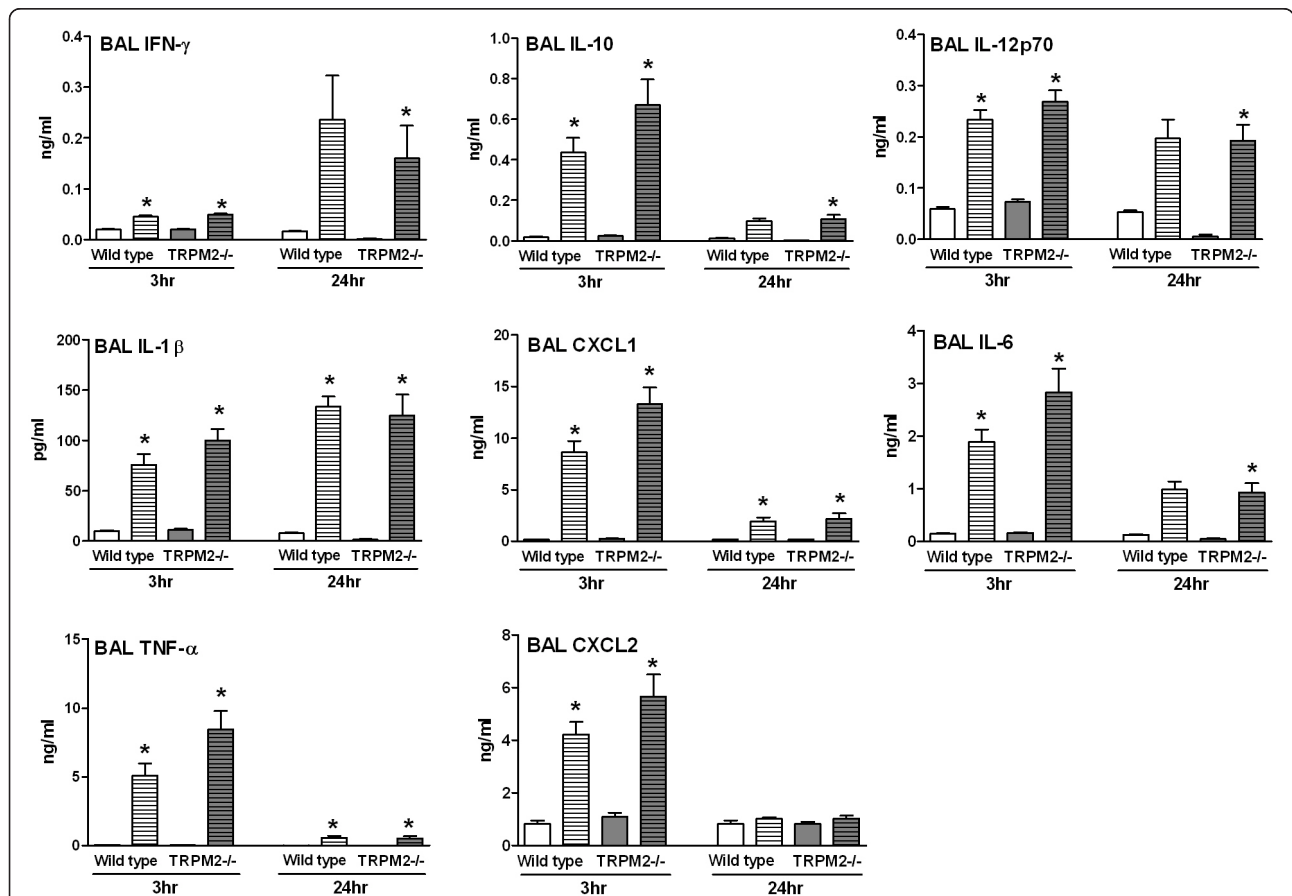 BAL IFN-γ
0.4
0.3
0.2
0.1
0.0
ng/ml
* * *
Wild type TRPM2-/- Wild type TRPM2-/-
3hr 24hr
BAL IL-10
1.0
0.8
0.6
0.4
0.2
0.0
ng/ml
* * *
Wild type TRPM2-/- Wild type TRPM2-/-
3hr 24hr
BAL IL-12p70
0.4
0.3
0.2
0.1
0.0
ng/ml
* * *
Wild type TRPM2-/- Wild type TRPM2-/-
3hr 24hr
BAL IL-1 β
200
150
100
50
0
pg/ml
* * * *
Wild type TRPM2-/- Wild type TRPM2-/-
3hr 24hr
BAL CXCL1
20
15
10
5
0
ng/ml
* * * *
Wild type TRPM2-/- Wild type TRPM2-/-
3hr 24hr
BAL IL-6
4
3
2
1
0
ng/ml
* * *
Wild type TRPM2-/- Wild type TRPM2-/-
3hr 24hr
BAL TNF-α
15
10
5
0
ng/ml
* * * *
Wild type TRPM2-/- Wild type TRPM2-/-
3hr 24hr
BAL CXCL2
8
6
4
2
0
ng/ml
* *
Wild type TRPM2-/- Wild type TRPM2-/-
3hr 24hr